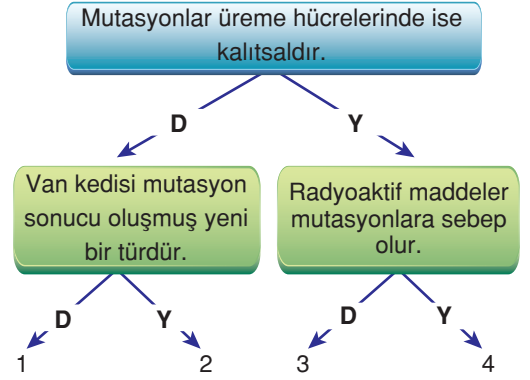 Mutasyonlar üreme hücrelerinde ise
kalıtsaldır.
D
Y
Van kedisi mutasyon
sonucu oluşmuş yeni
bir türdür.
Radyoaktif maddeler
mutasyonlara sebep
olur.
D
Y
D
Y
1
2
3
4